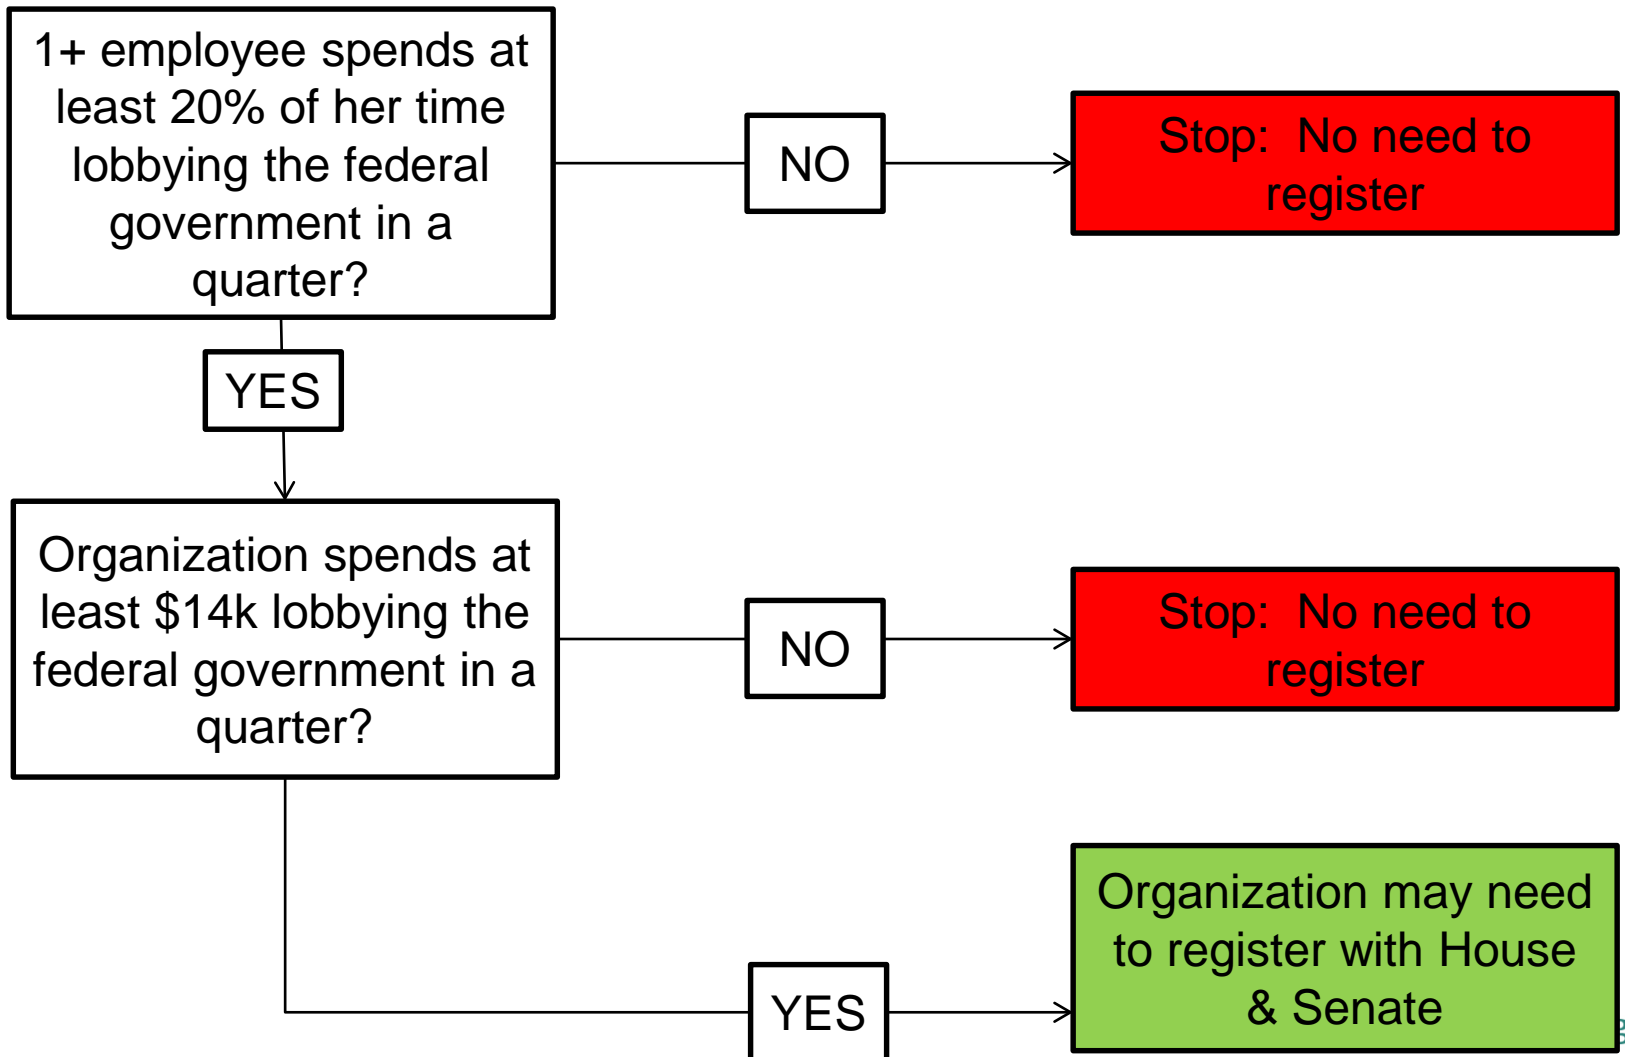 1+ employee spends at
least 20% of her time
lobbying the federal
government in a
quarter?
NO
Stop:  No need to
register
YES
Organization spends at
least $14k lobbying the
federal government in a
quarter?
NO
Stop:  No need to
register
YES
Organization may need
to register with House
& Senate